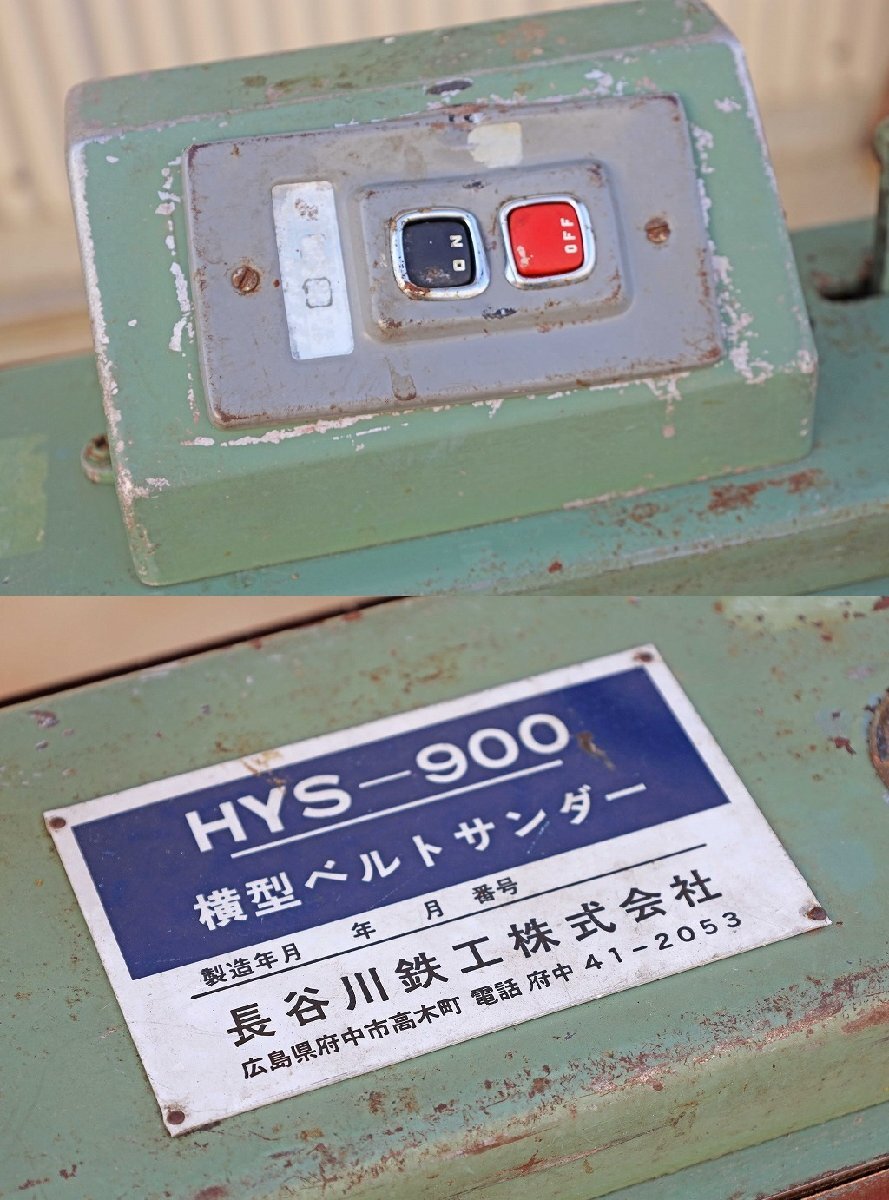 ON
OFF
HYS-900
横型ベルトサンダー
製造年月 年 月 番号
長谷川鉄工株式会社
広島県府中市高木町 電話 府中 41-2053